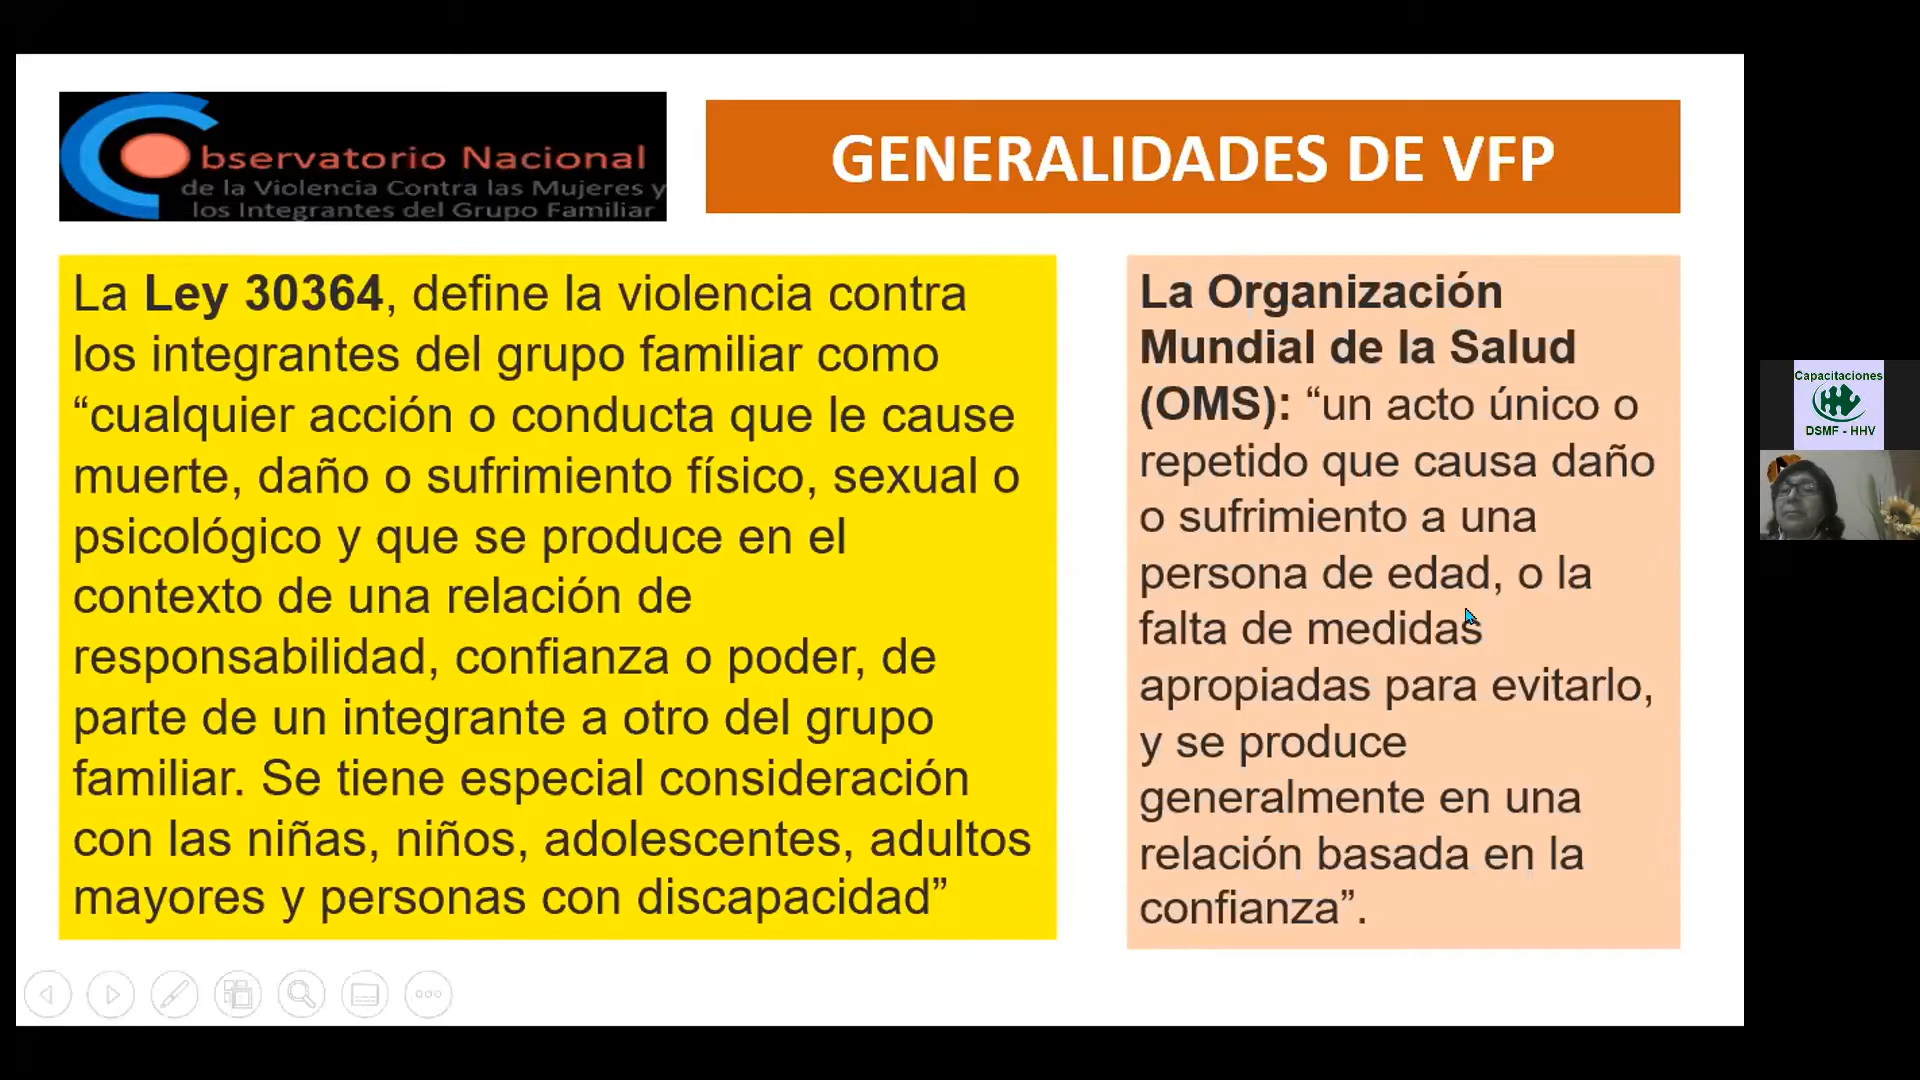 bservatorio Nacional
de la Violencia Contra las Mujeres y
los Integrantes del Grupo Familiar
GENERALIDADES DE VFP
La Ley 30364, define la violencia contra
los integrantes del grupo familiar como
“cualquier acción o conducta que le cause
muerte, daño o sufrimiento físico, sexual o
psicológico y que se produce en el
contexto de una relación de
responsabilidad, confianza o poder, de
parte de un integrante a otro del grupo
familiar. Se tiene especial consideración
con las niñas, niños, adolescentes, adultos
mayores y personas con discapacidad”
La Organización
Mundial de la Salud
(OMS): “un acto único o
repetido que causa daño
o sufrimiento a una
persona de edad, o la
falta de medidas
apropiadas para evitarlo,
y se produce
generalmente en una
relación basada en la
confianza”.
Capacitaciones
DSMF - HHV